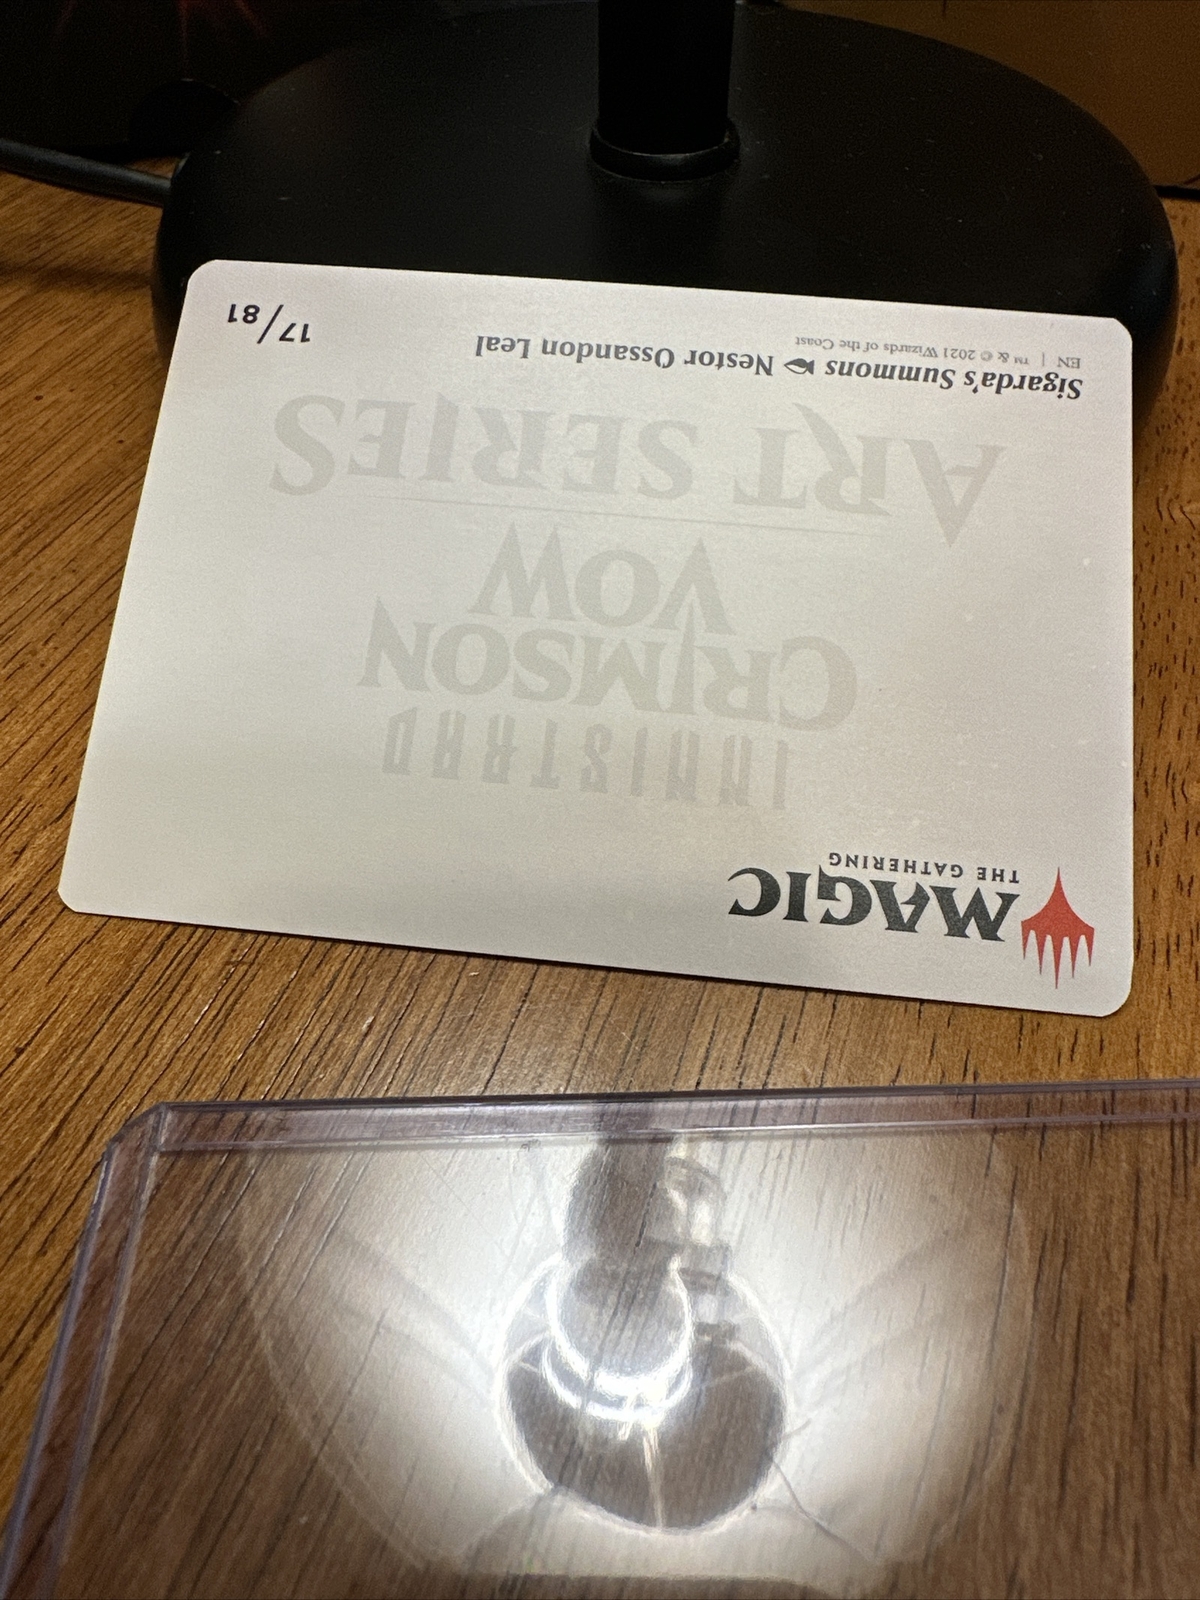 MAGIC
THE GATHERING
INNISTRAD
CRIMSON
VOW
ART SERIES
Sigarda's Summons Nestor Ossandon Leal
EN | ™ & © 2021 Wizards of the Coast
17/81